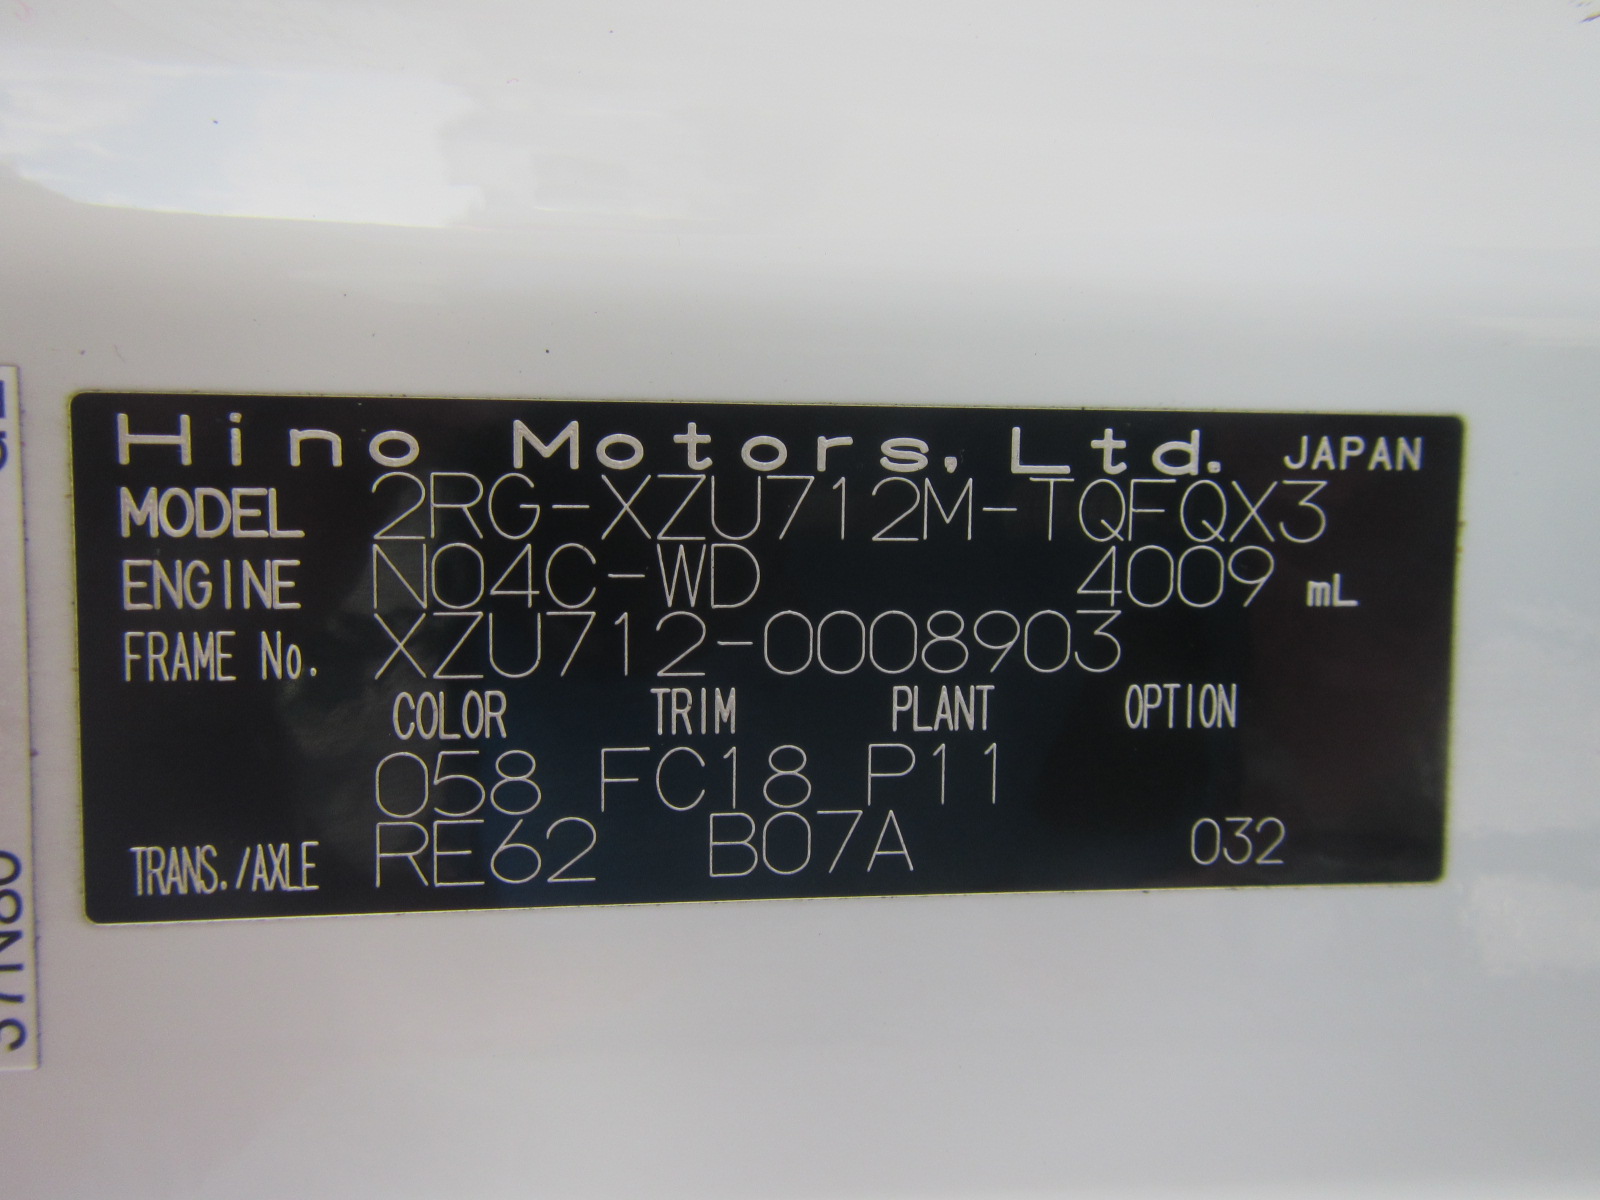 Hino Motors, Ltd. JAPAN
MODEL 2RG-XZU712M-TQFQX3
ENGINE N04C-WD 4009 mL
FRAME No. XZU712-0008903
COLOR TRIM PLANT OPTION
058 FC18 P11
TRANS./AXLE RE62 B07A 032